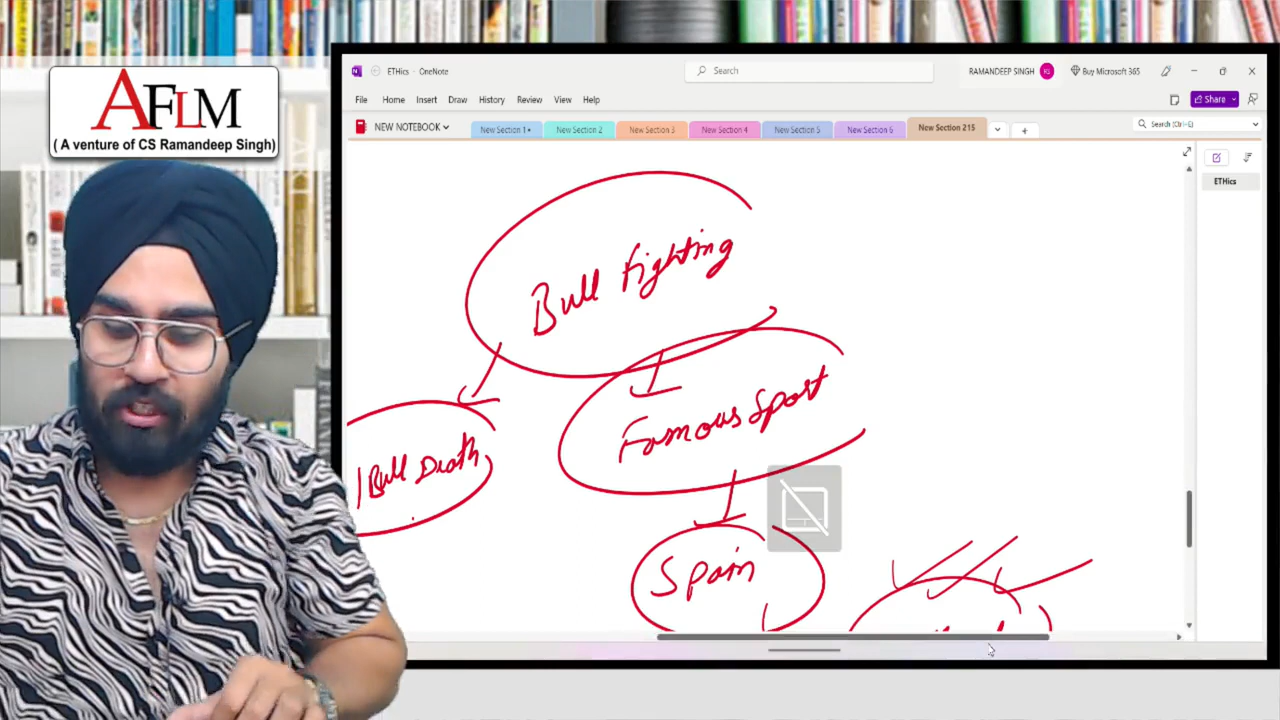 AFLM
( A venture of CS Ramandeep Singh)
ETHics - OneNote
Search
RAMANDEEP SINGH
Buy Microsoft 365
File Home Insert Draw History Review View Help
Share
NEW NOTEBOOK
New Section 1
New Section 2
New Section 3
New Section 4
New Section 5
New Section 6
New Section 215
Search (Ctrl+E)
ETHics
Bull fighting
Bull Death
Famous Sport
Spain